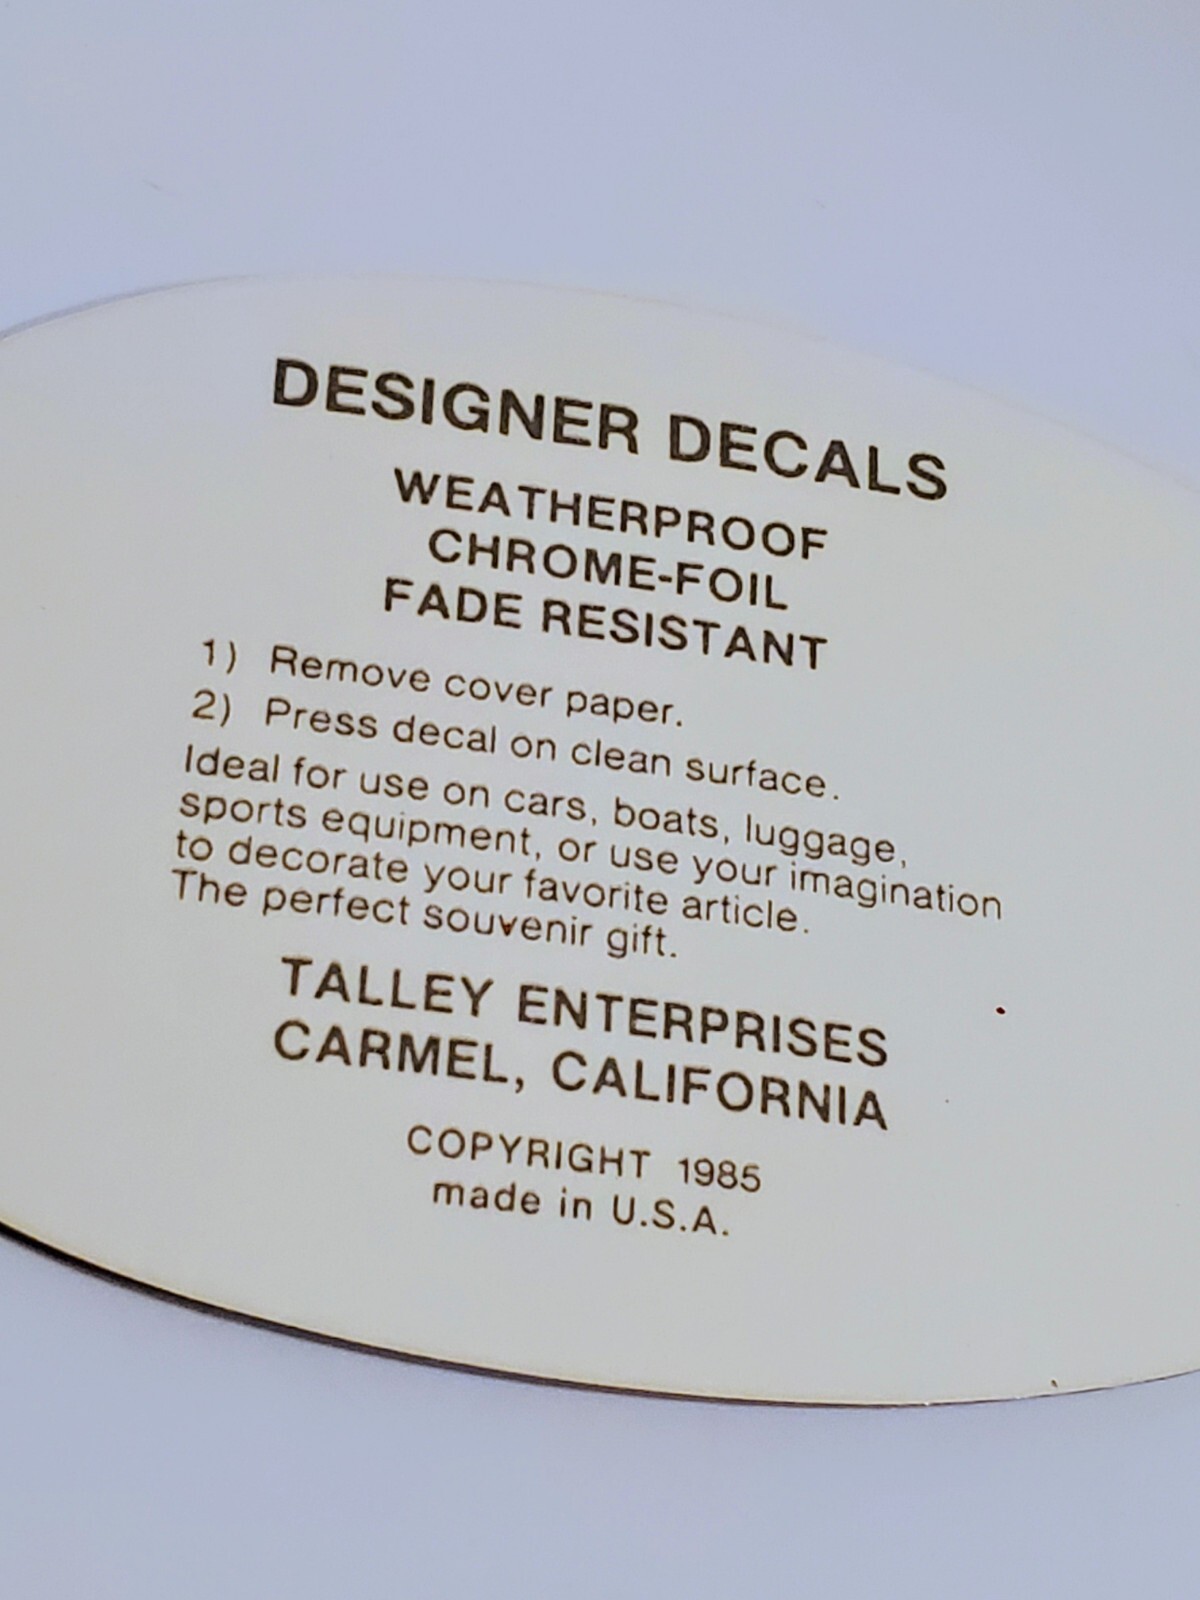 DESIGNER DECALS
WEATHERPROOF
CHROME-FOIL
FADE RESISTANT
1) Remove cover paper.
2) Press decal on clean surface.
Ideal for use on cars, boats, luggage,
sports equipment, or use your imagination
to decorate your favorite article.
The perfect souvenir gift.
TALLEY ENTERPRISES
CARMEL, CALIFORNIA
COPYRIGHT 1985
made in U.S.A.